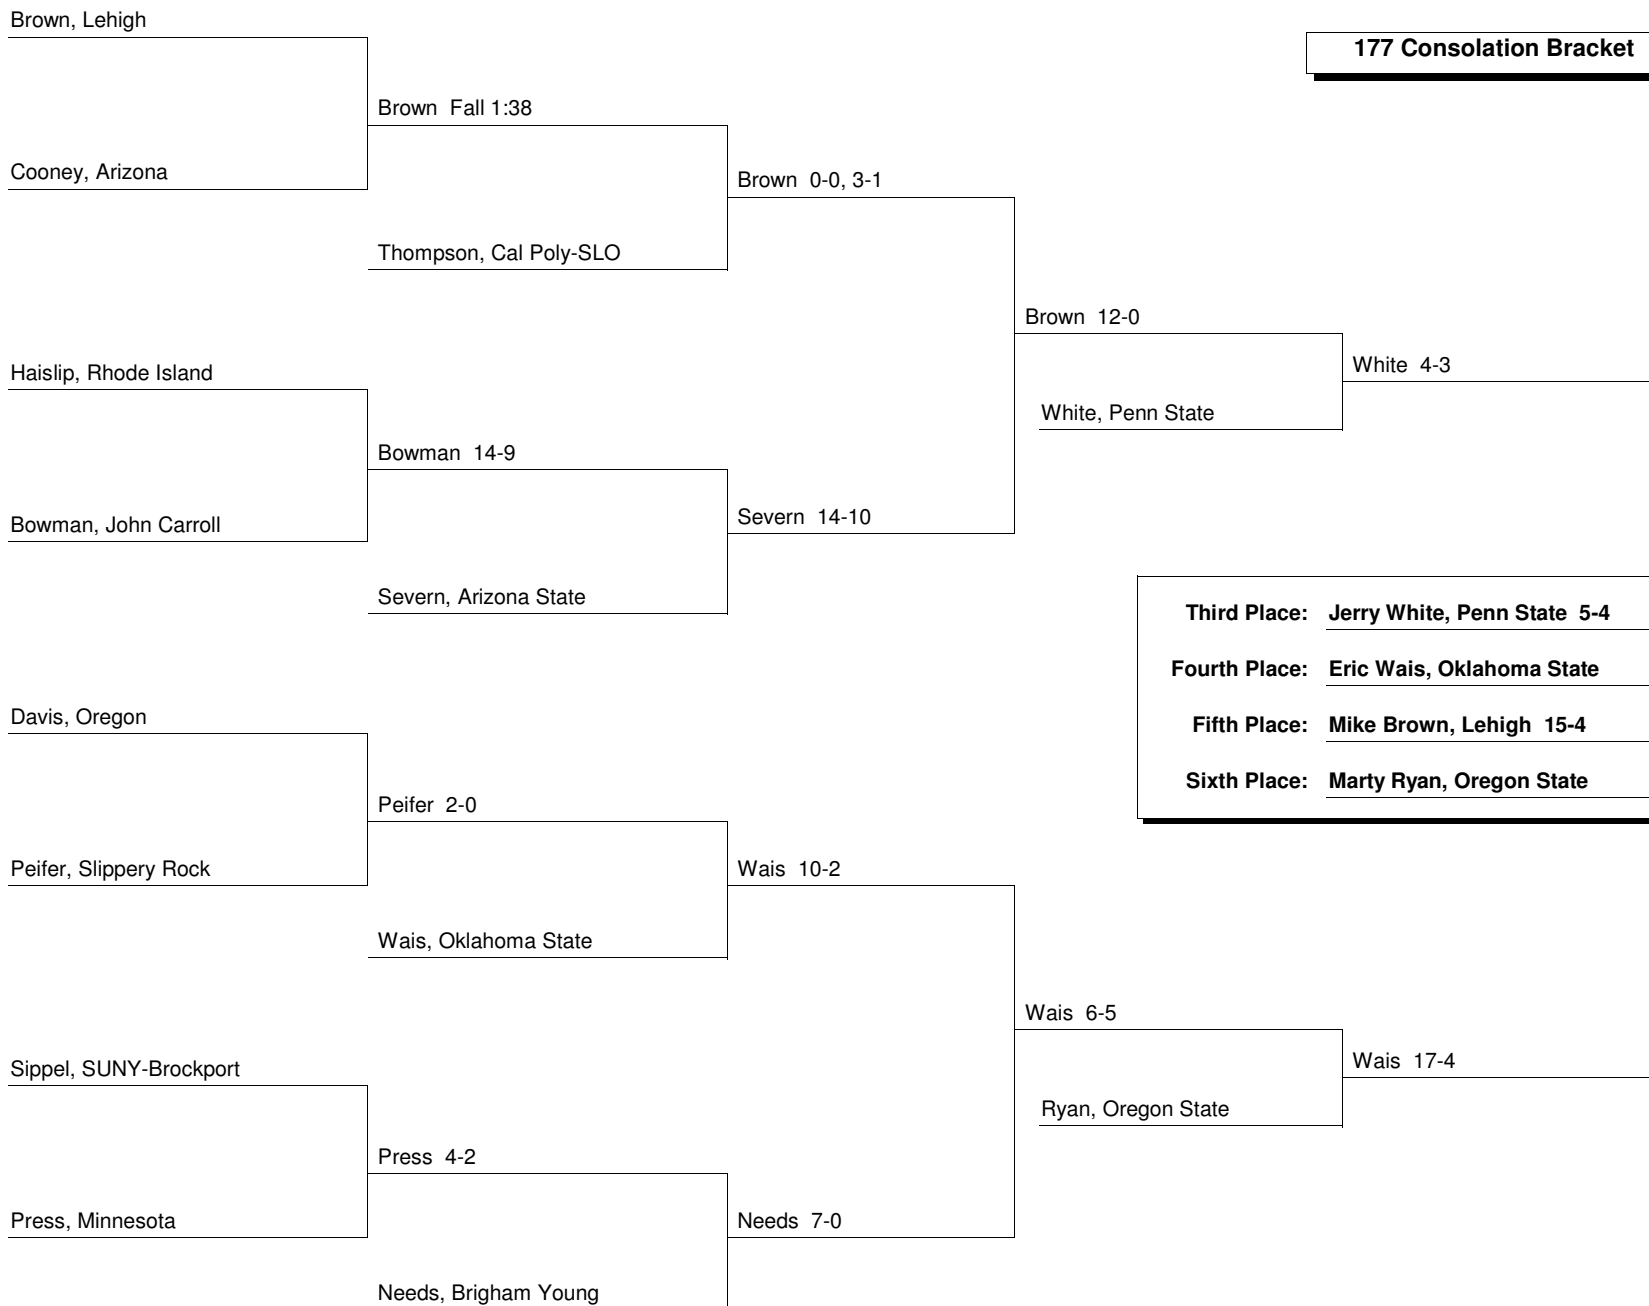 Brown, Lehigh
177 Consolation Bracket
Brown  Fall 1:38
Cooney, Arizona
Brown  0-0, 3-1
Thompson, Cal Poly-SLO
Brown  12-0
Haislip, Rhode Island
White  4-3
White, Penn State
Bowman  14-9
Bowman, John Carroll
Severn  14-10
Severn, Arizona State
Third Place: Jerry White, Penn State  5-4
Fourth Place: Eric Wais, Oklahoma State
Davis, Oregon
Fifth Place: Mike Brown, Lehigh  15-4
Sixth Place: Marty Ryan, Oregon State
Peifer  2-0
Peifer, Slippery Rock
Wais  10-2
Wais, Oklahoma State
Wais  6-5
Sippel, SUNY-Brockport
Wais  17-4
Ryan, Oregon State
Press  4-2
Press, Minnesota
Needs  7-0
Needs, Brigham Young